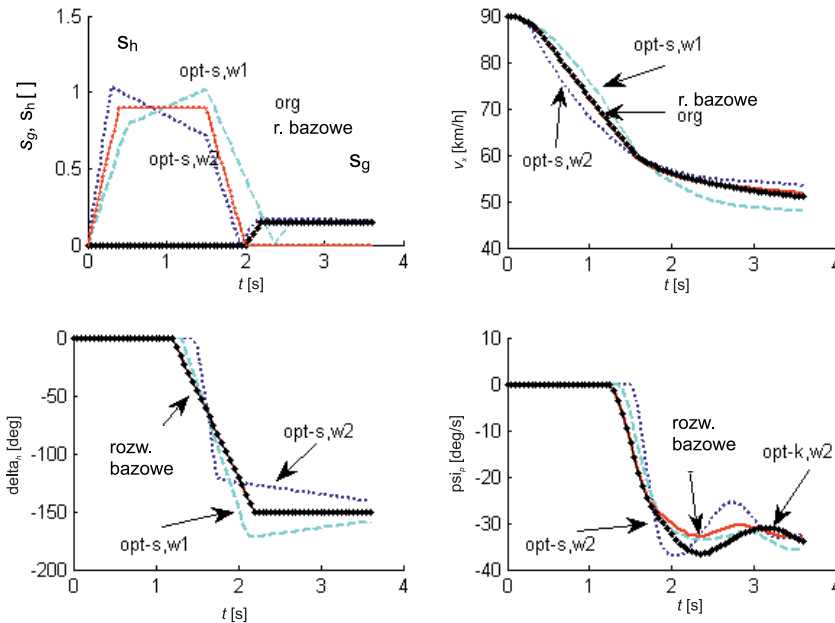 1.5
s_h
opt-s,w1
1
org
r. bazowe
s_g, s_h [ ]
0.5
opt-s,w2
s_g
0
0 1 2 3 4
t [s]
90
opt-s,w1
80
r. bazowe
70
org
v_x [km/h]
60
opt-s,w2
50
40
0 1 2 3 4
t [s]
0
-50
rozw.
bazowe
opt-s,w2
delta_h [deg]
-100
-150
opt-s,w1
-200
0 1 2 3 4
t [s]
10
0
rozw.
bazowe
-10
opt-k,w2
psi_p [deg/s]
-20
-30
opt-s,w2
-40
0 1 2 3 4
t [s]